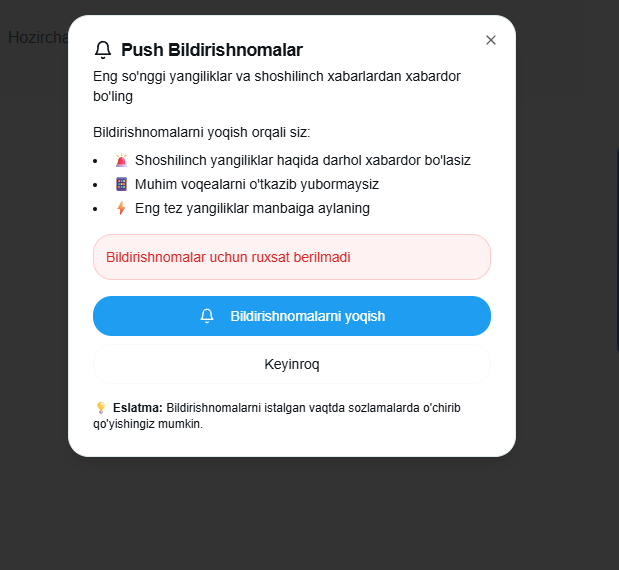 Hozircha
Push Bildirishnomalar
Eng so'nggi yangiliklar va shoshilinch xabarlardan xabardor
bo'ling
Bildirishnomalarni yoqish orqali siz:
• 🚨 Shoshilinch yangiliklar haqida darhol xabardor bo'lasiz
• 📱 Muhim voqealarni o'tkazib yubormaysiz
• ⚡ Eng tez yangiliklar manbaiga aylaning
Bildirishnomalar uchun ruxsat berilmadi
Bildirishnomalarni yoqish
Keyinroq
💡 Eslatma: Bildirishnomalarni istalgan vaqtda sozlamalarda o'chirib
qo'yishingiz mumkin.